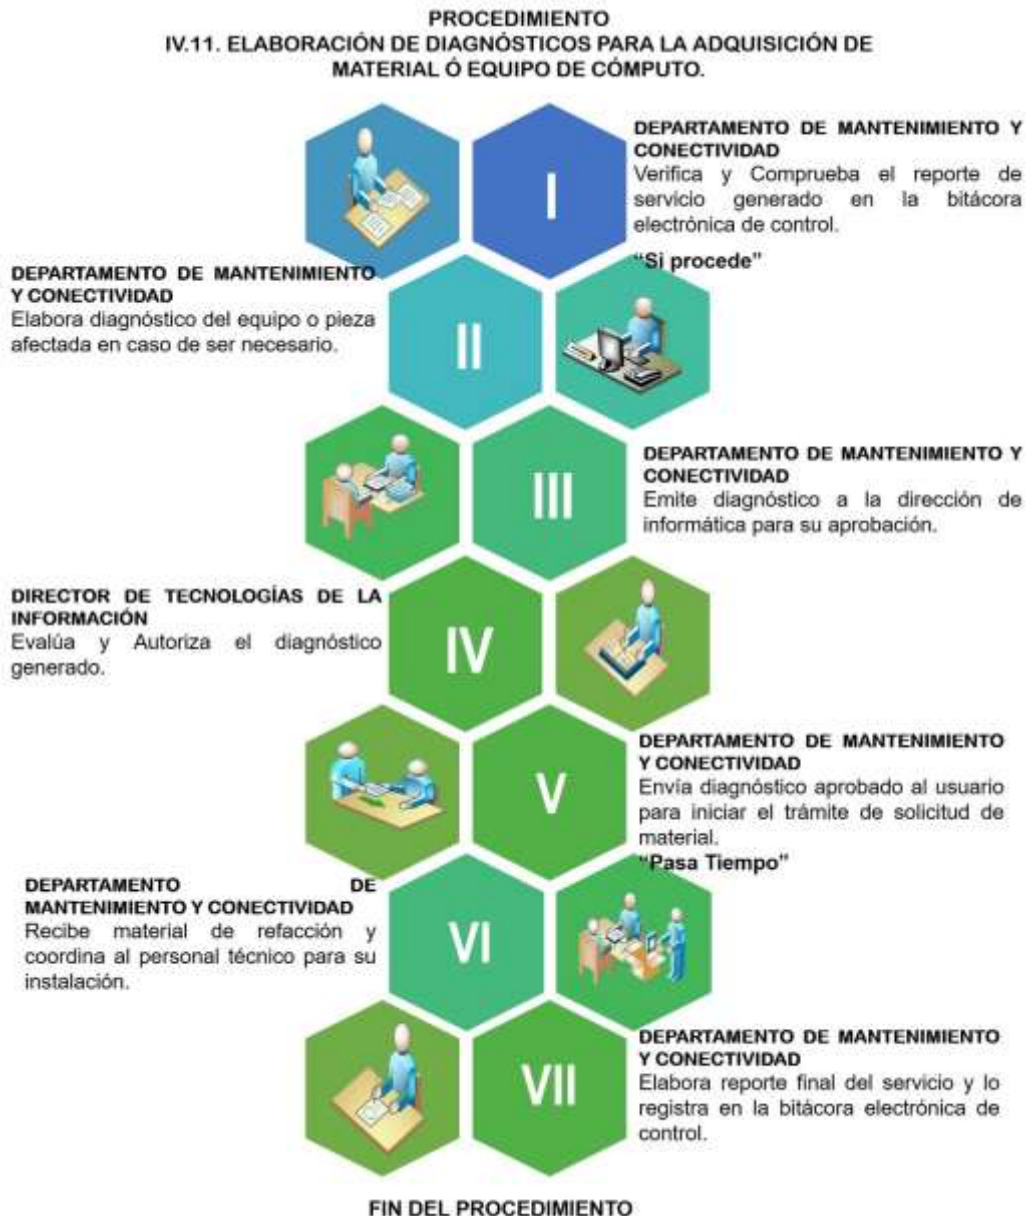 PROCEDIMIENTO
IV.11. ELABORACIÓN DE DIAGNÓSTICOS PARA LA ADQUISICIÓN DE
MATERIAL Ó EQUIPO DE CÓMPUTO.
I
DEPARTAMENTO DE MANTENIMIENTO Y
CONECTIVIDAD
Verifica y Comprueba el reporte de
servicio generado en la bitácora
electrónica de control.
"Si procede"
DEPARTAMENTO DE MANTENIMIENTO
Y CONECTIVIDAD
Elabora diagnóstico del equipo o pieza
afectada en caso de ser necesario.
II
III
DEPARTAMENTO DE MANTENIMIENTO Y
CONECTIVIDAD
Emite diagnóstico a la dirección de
informática para su aprobación.
DIRECTOR DE TECNOLOGÍAS DE LA
INFORMACIÓN
Evalúa y Autoriza el diagnóstico
generado.
IV
V
DEPARTAMENTO DE MANTENIMIENTO
Y CONECTIVIDAD
Envía diagnóstico aprobado al usuario
para iniciar el trámite de solicitud de
material.
"Pasa Tiempo"
DEPARTAMENTO DE
MANTENIMIENTO Y CONECTIVIDAD
Recibe material de refacción y
coordina al personal técnico para su
instalación.
VI
VII
DEPARTAMENTO DE MANTENIMIENTO
Y CONECTIVIDAD
Elabora reporte final del servicio y lo
registra en la bitácora electrónica de
control.
FIN DEL PROCEDIMIENTO